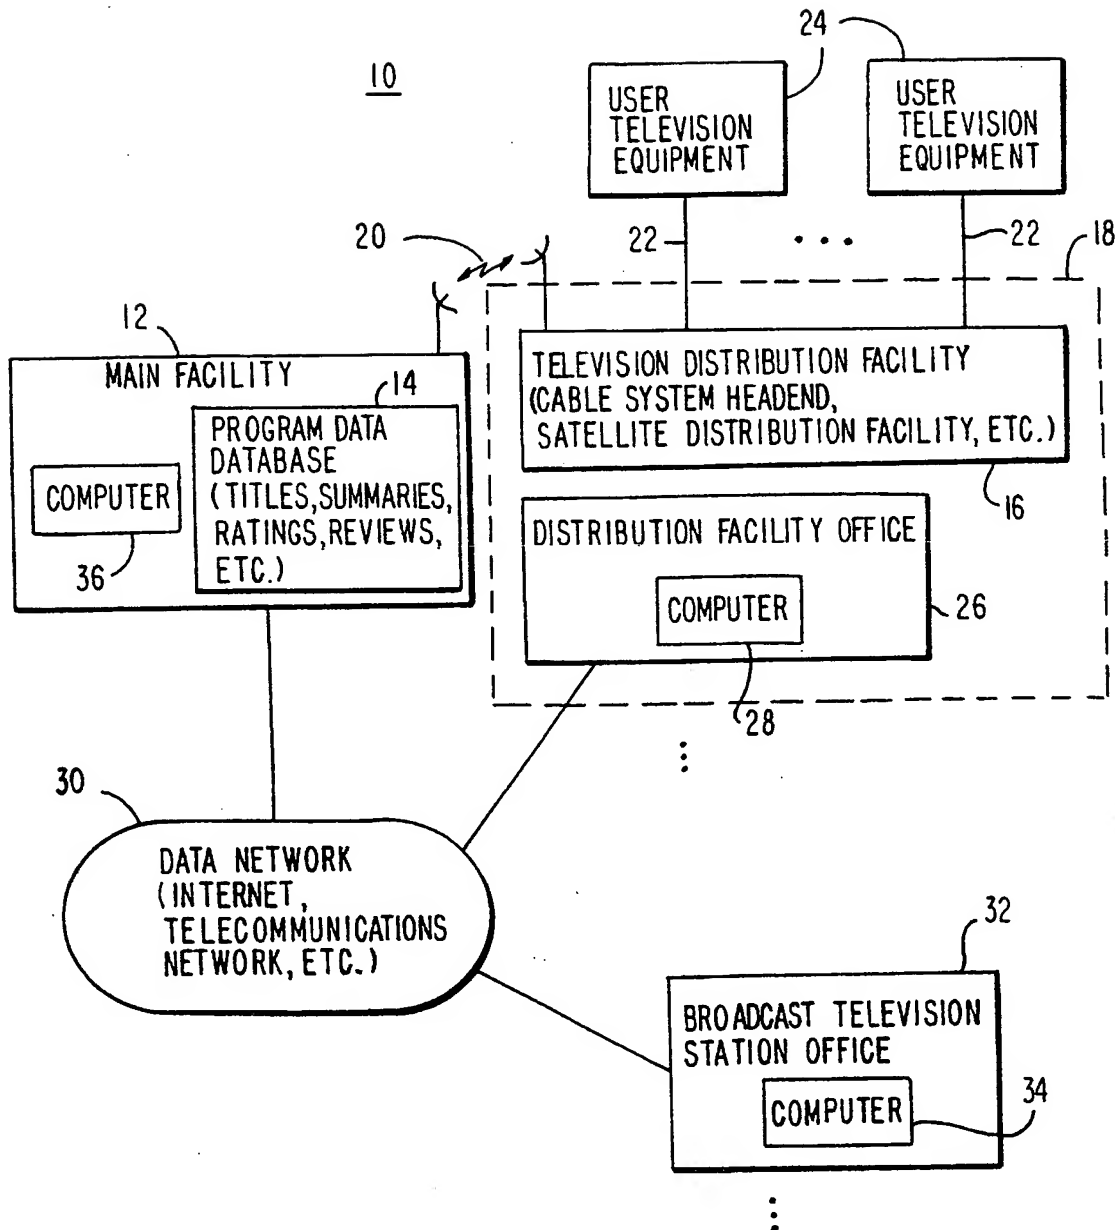 10
24
USER
TELEVISION
EQUIPMENT
USER
TELEVISION
EQUIPMENT
20
22
22
18
12
MAIN FACILITY
14
PROGRAM DATA
DATABASE
(TITLES, SUMMARIES,
RATINGS, REVIEWS,
ETC.)
COMPUTER
36
TELEVISION DISTRIBUTION FACILITY
(CABLE SYSTEM HEADEND,
SATELLITE DISTRIBUTION FACILITY, ETC.)
16
DISTRIBUTION FACILITY OFFICE
COMPUTER
26
28
30
DATA NETWORK
(INTERNET,
TELECOMMUNICATIONS
NETWORK, ETC.)
32
BROADCAST TELEVISION
STATION OFFICE
COMPUTER
34